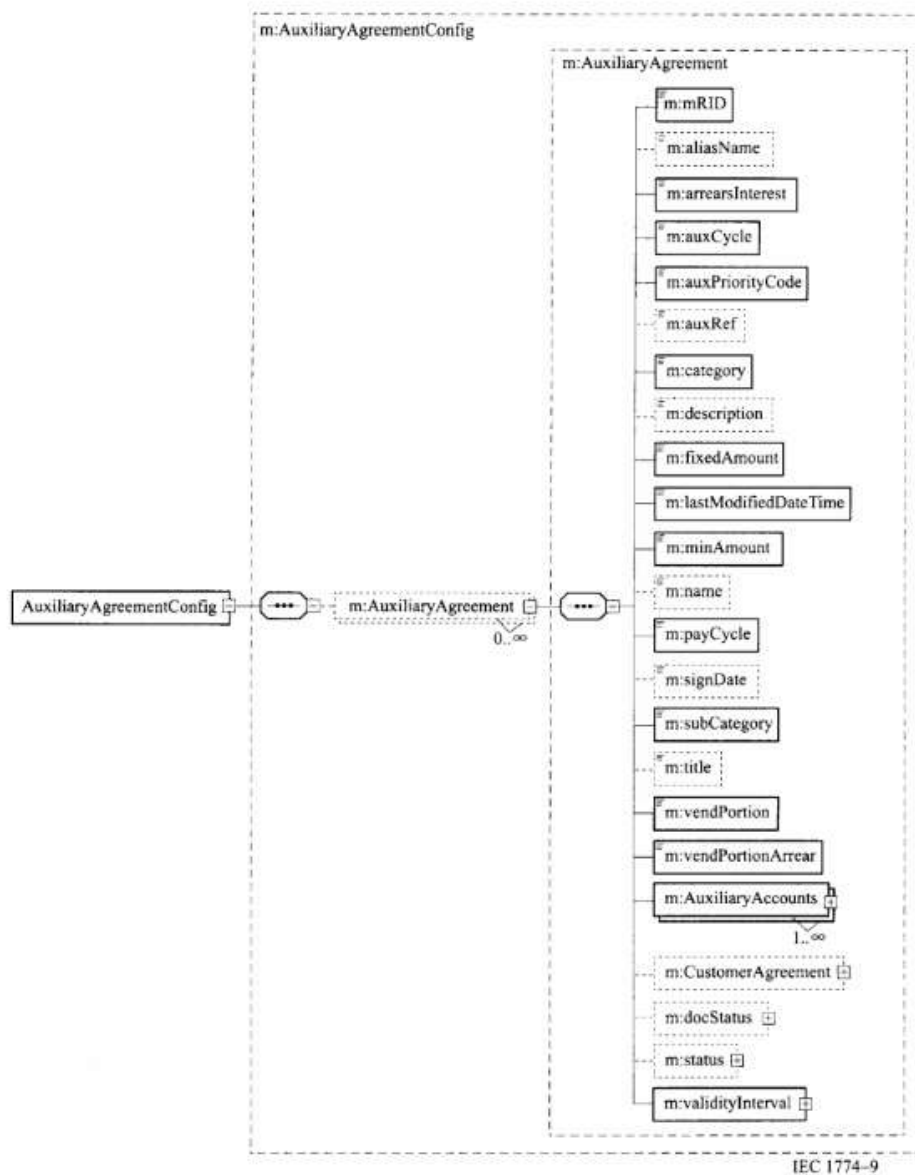 m:AuxiliaryAgreementConfig
m:AuxiliaryAgreement
m:mRID
m:aliasName
m:arrearsInterest
m:auxCycle
m:auxPriorityCode
m:auxRef
m:category
m:description
m:fixedAmount
m:lastModifiedDateTime
m:minAmount
AuxiliaryAgreementConfig
m:AuxiliaryAgreement
0..∞
m:name
m:payCycle
m:signDate
m:subCategory
m:title
m:vendPortion
m:vendPortionArrear
m:AuxiliaryAccounts
1..∞
m:CustomerAgreement
m:docStatus
m:status
m:validityInterval
IEC 1774-9